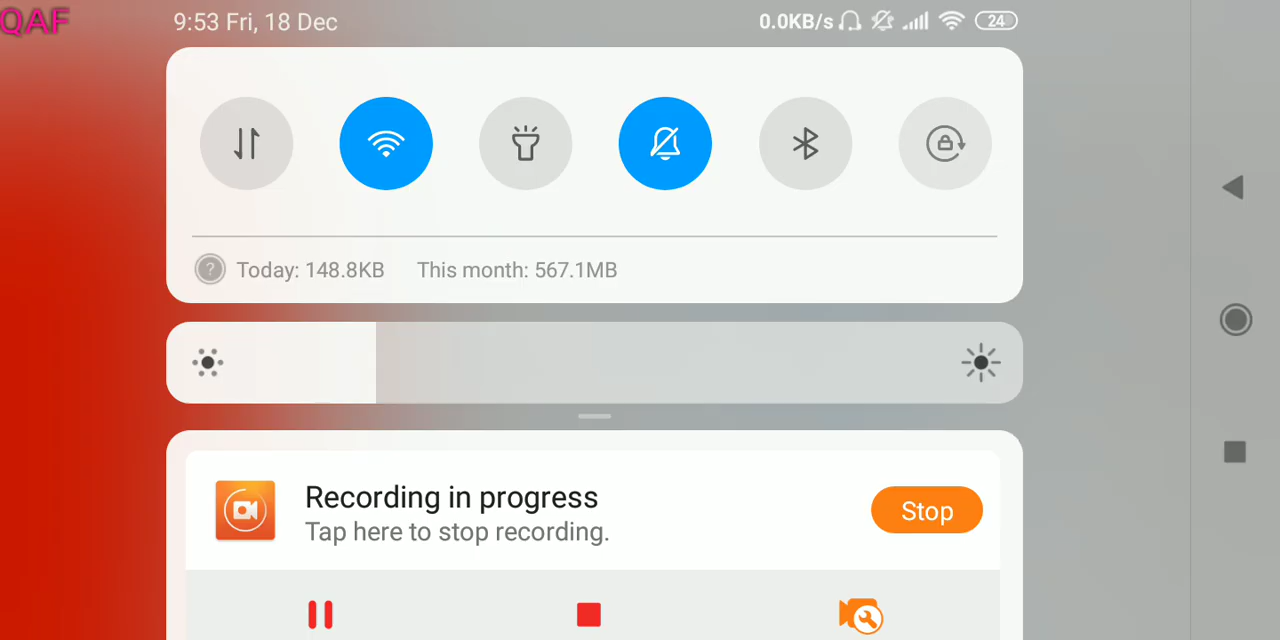 QAF
9:53 Fri, 18 Dec
0.0KB/s 24
? Today: 148.8KB This month: 567.1MB
Recording in progress
Tap here to stop recording.
Stop